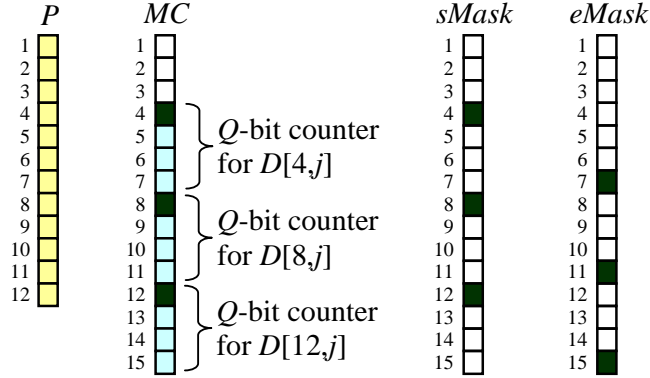 P MC sMask eMask
1 1 1 1
2 2 2 2
3 3 3 3
4 4 4 4
5 5 5 5
6 6 6 6
7 7 7 7
8 8 8 8
9 9 9 9
10 10 10 10
11 11 11 11
12 12 12 12
13 13 13
14 14 14
15 15 15
Q-bit counter
for D[4,j]
Q-bit counter
for D[8,j]
Q-bit counter
for D[12,j]